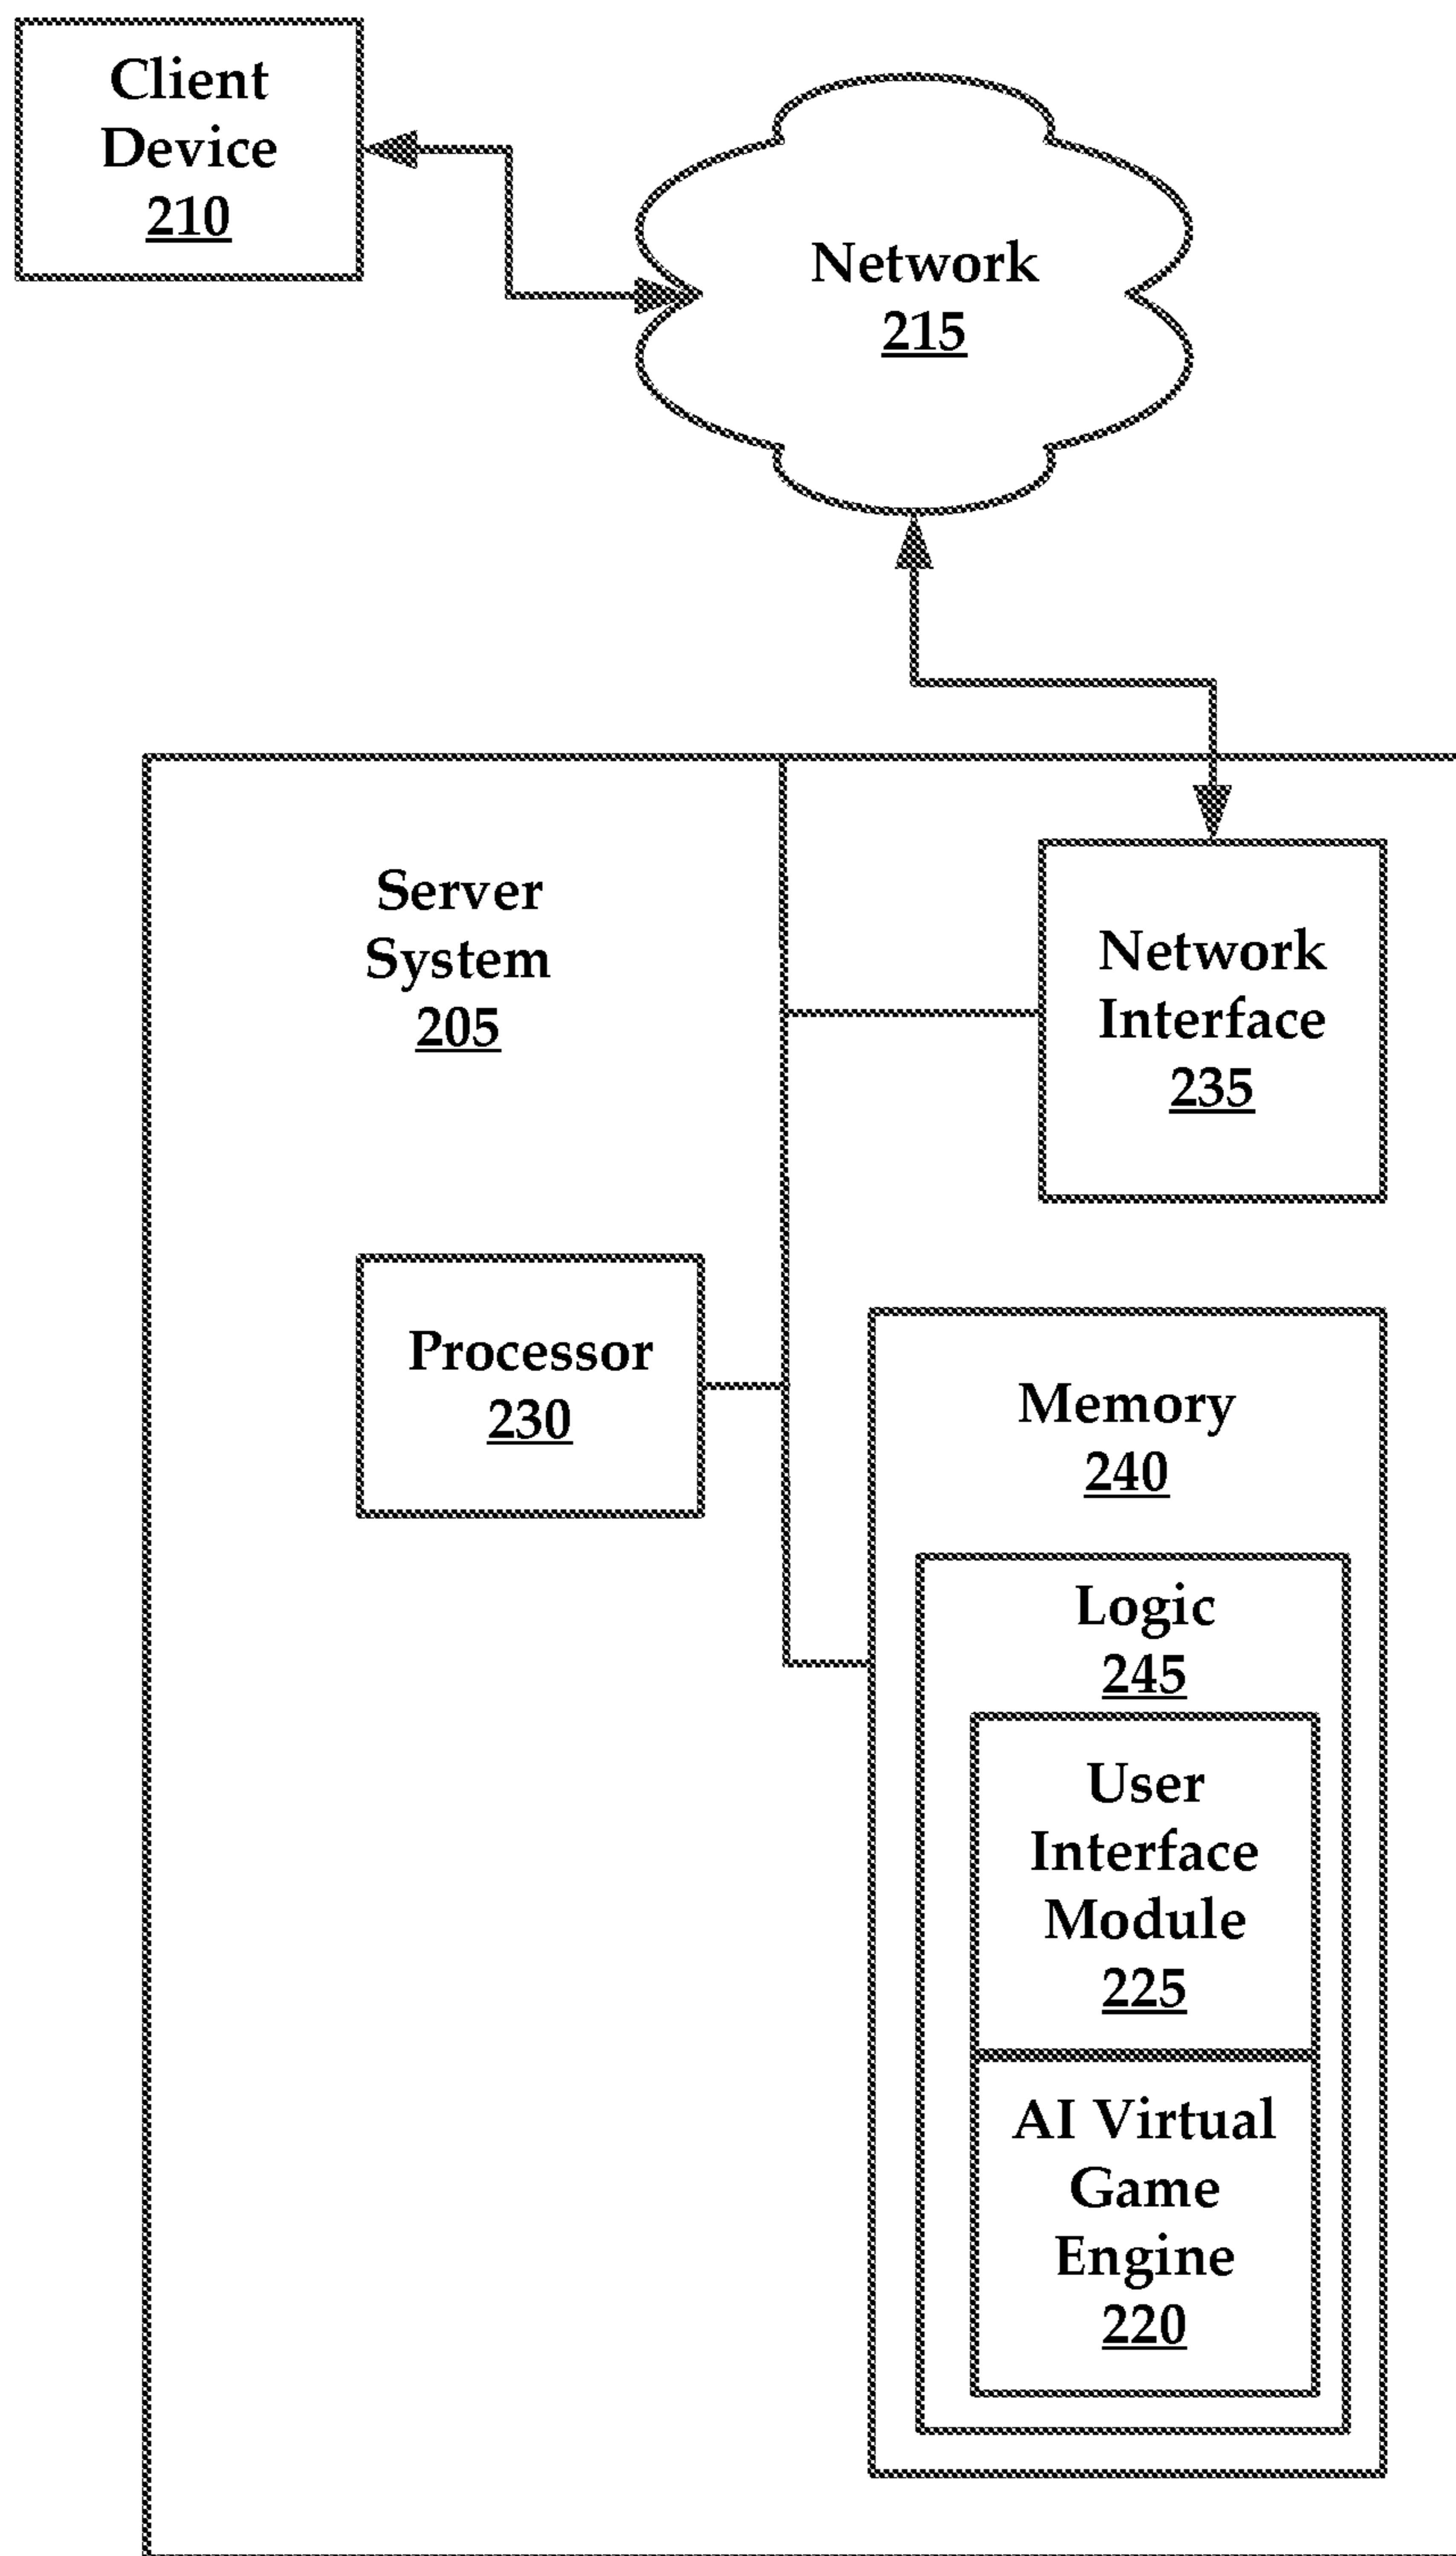 Client
Device
210
Network
215
Server
System
205
Network
Interface
235
Processor
230
Memory
240
Logic
245
User
Interface
Module
225
AI Virtual
Game
Engine
220